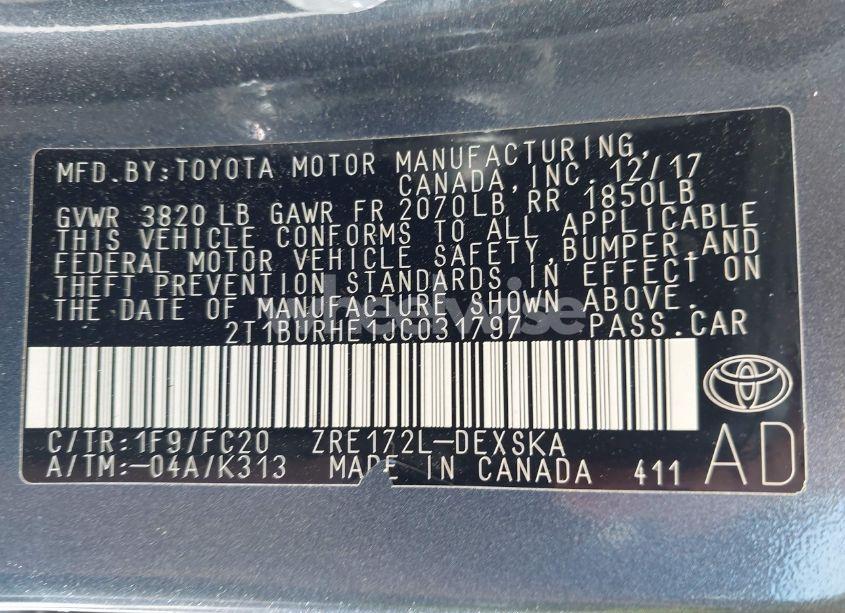 MFD.BY:TOYOTA MOTOR MANUFACTURING,
CANADA,INC. 12/17
GVWR 3820 LB GAWR FR 2070LB RR 1850LB
THIS VEHICLE CONFORMS TO ALL APPLICABLE
FEDERAL MOTOR VEHICLE SAFETY,BUMPER AND
THEFT PREVENTION STANDARDS IN EFFECT ON
THE DATE OF MANUFACTURE SHOWN ABOVE.
PASS.CAR
C/TR:1F9/FC20 ZRE172L-DEXSKA
A/TM:-04A/K313 MADE IN CANADA 411
AD